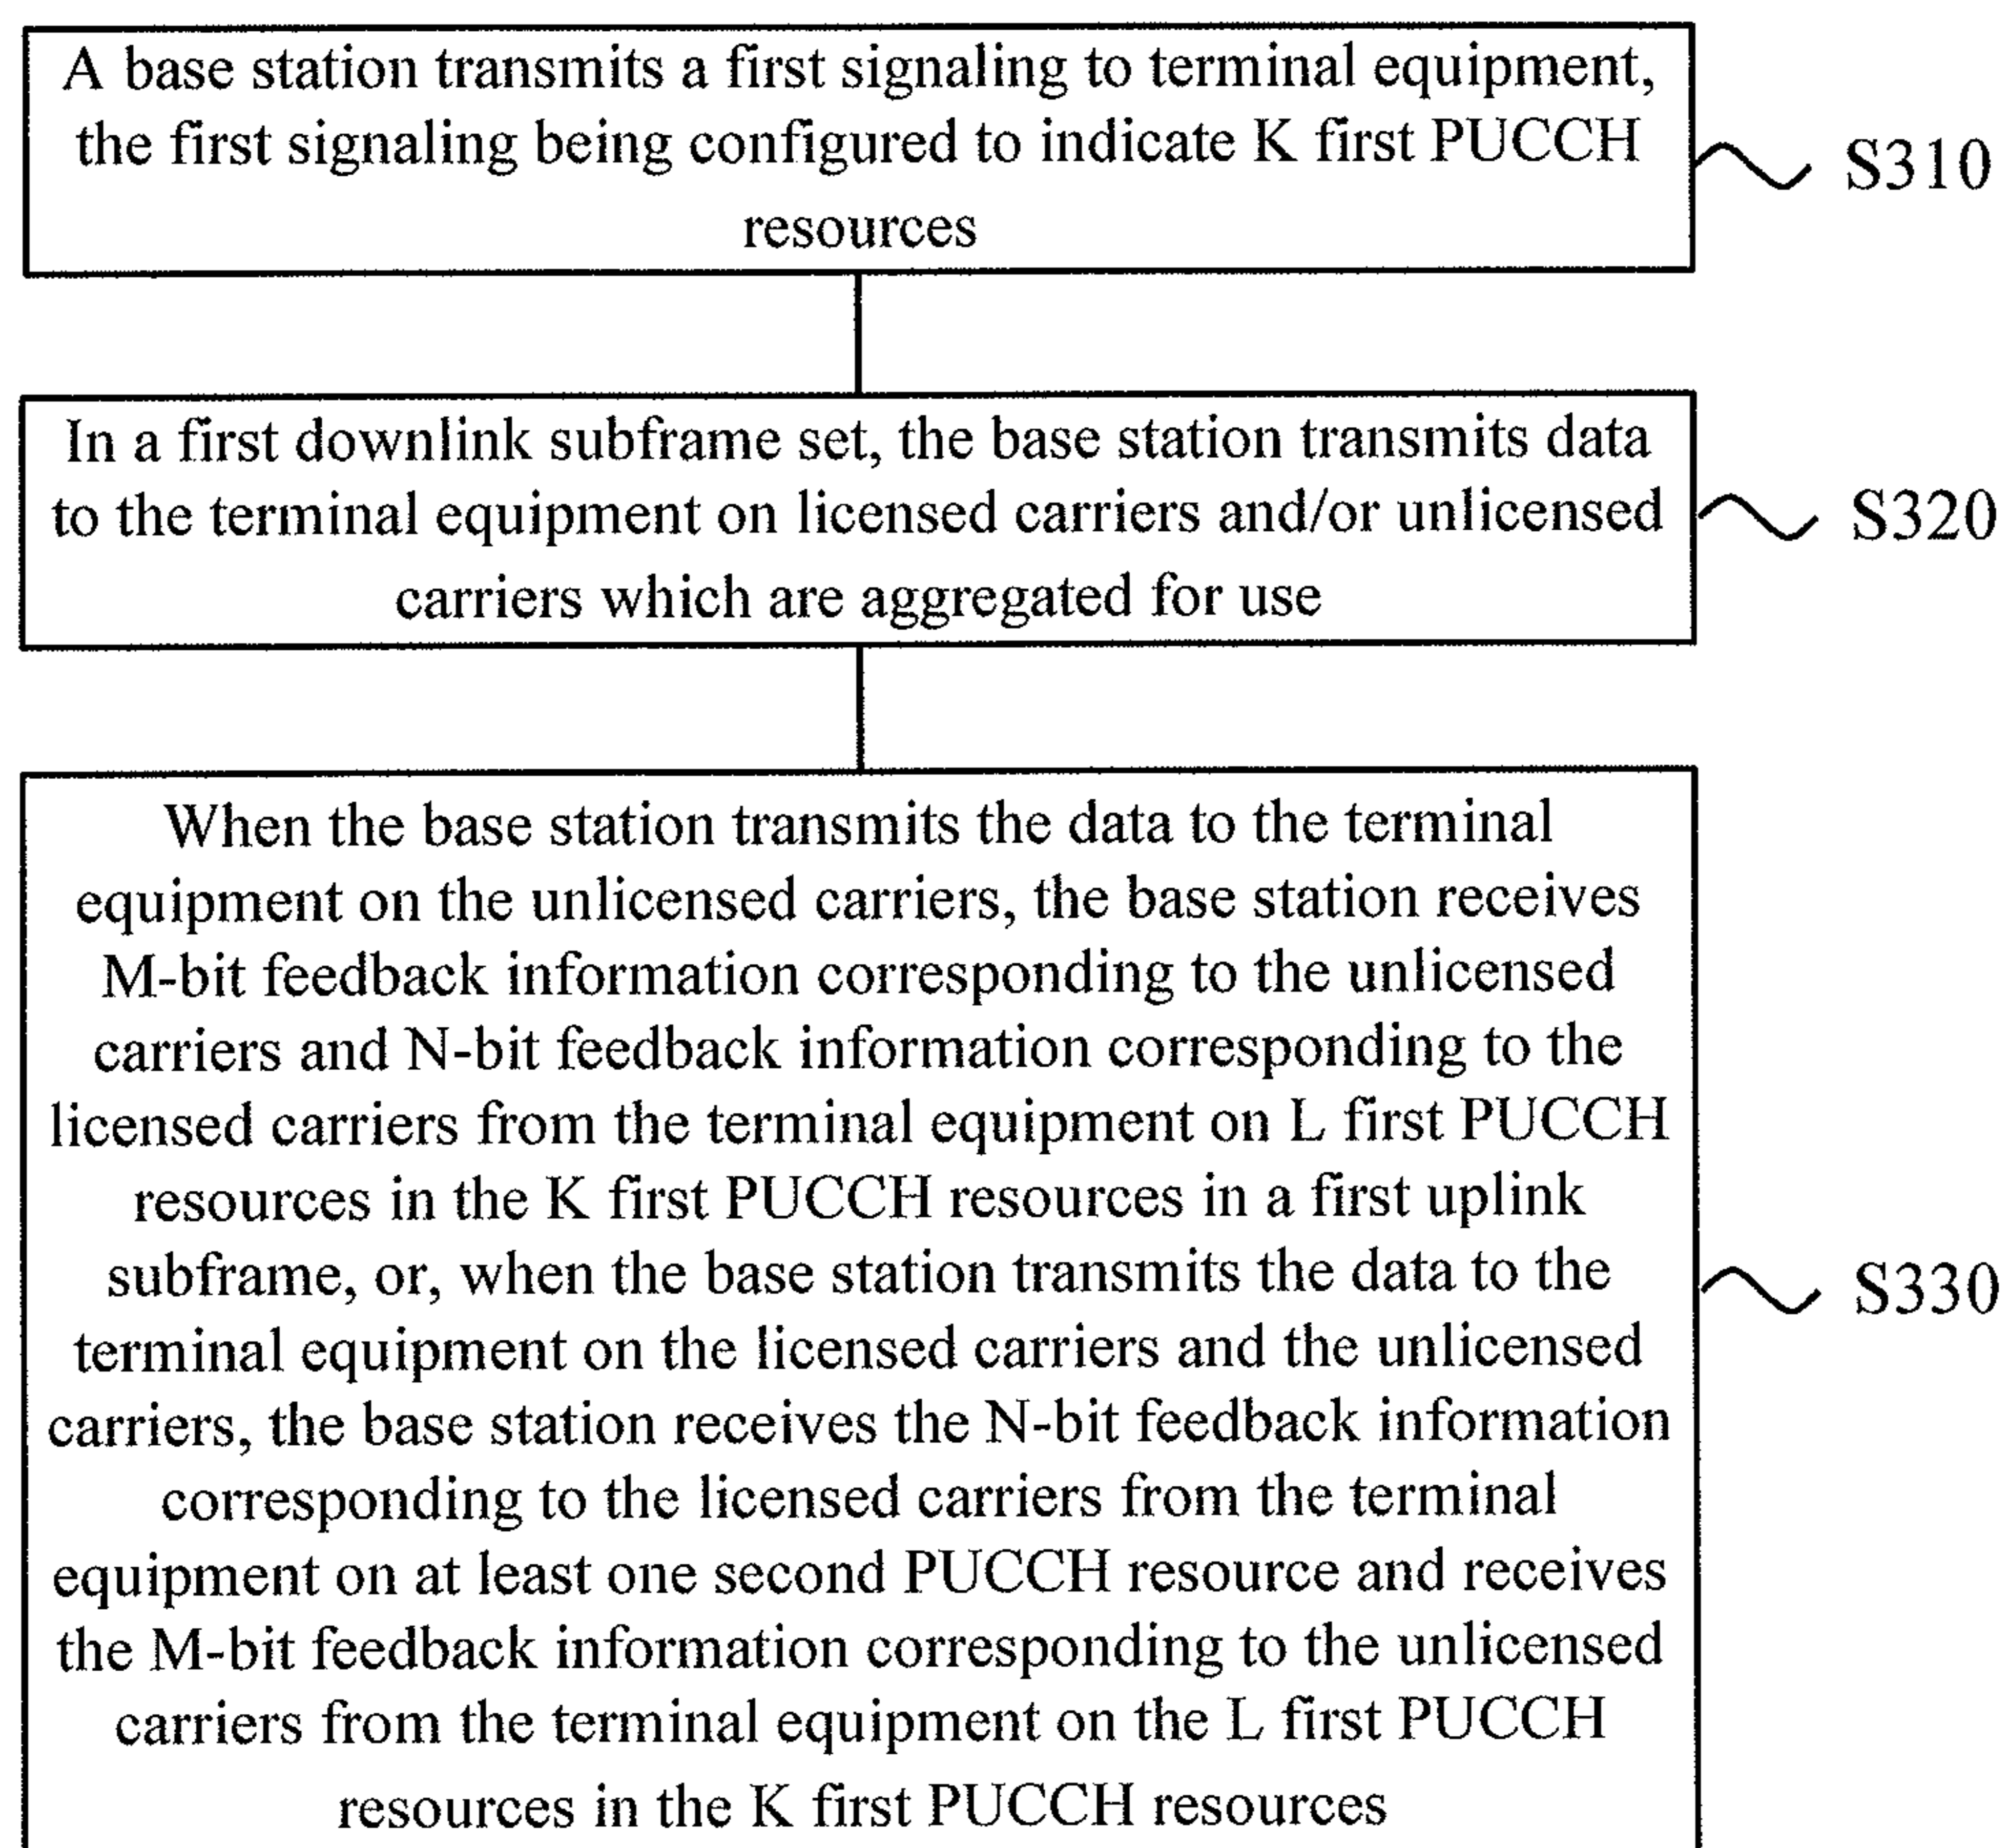 A base station transmits a first signaling to terminal equipment,
the first signaling being configured to indicate K first PUCCH
resources
S310
In a first downlink subframe set, the base station transmits data
to the terminal equipment on licensed carriers and/or unlicensed
carriers which are aggregated for use
S320
When the base station transmits the data to the terminal
equipment on the unlicensed carriers, the base station receives
M-bit feedback information corresponding to the unlicensed
carriers and N-bit feedback information corresponding to the
licensed carriers from the terminal equipment on L first PUCCH
resources in the K first PUCCH resources in a first uplink
subframe, or, when the base station transmits the data to the
terminal equipment on the licensed carriers and the unlicensed
carriers, the base station receives the N-bit feedback information
corresponding to the licensed carriers from the terminal
equipment on at least one second PUCCH resource and receives
the M-bit feedback information corresponding to the unlicensed
carriers from the terminal equipment on the L first PUCCH
resources in the K first PUCCH resources
S330